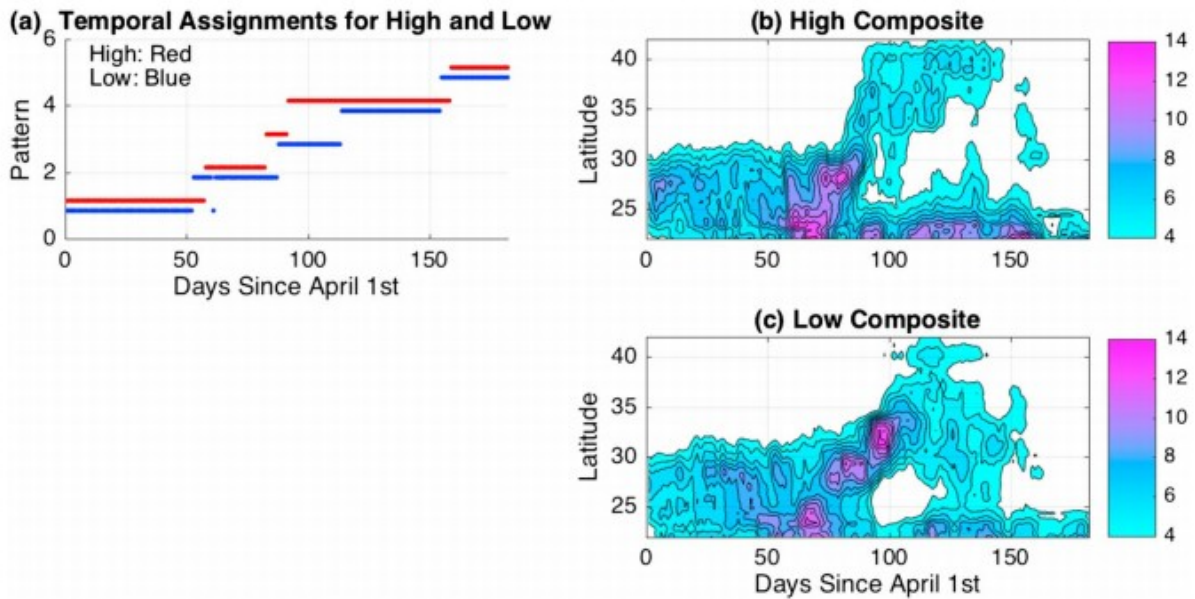 (a) Temporal Assignments for High and Low
6
High: Red
Low: Blue
4
2
0
Pattern
0 50 100 150
Days Since April 1st
(b) High Composite
40
35
30
25
Latitude
0 50 100 150
14
12
10
8
6
4
(c) Low Composite
40
35
30
25
Latitude
0 50 100 150
Days Since April 1st
14
12
10
8
6
4